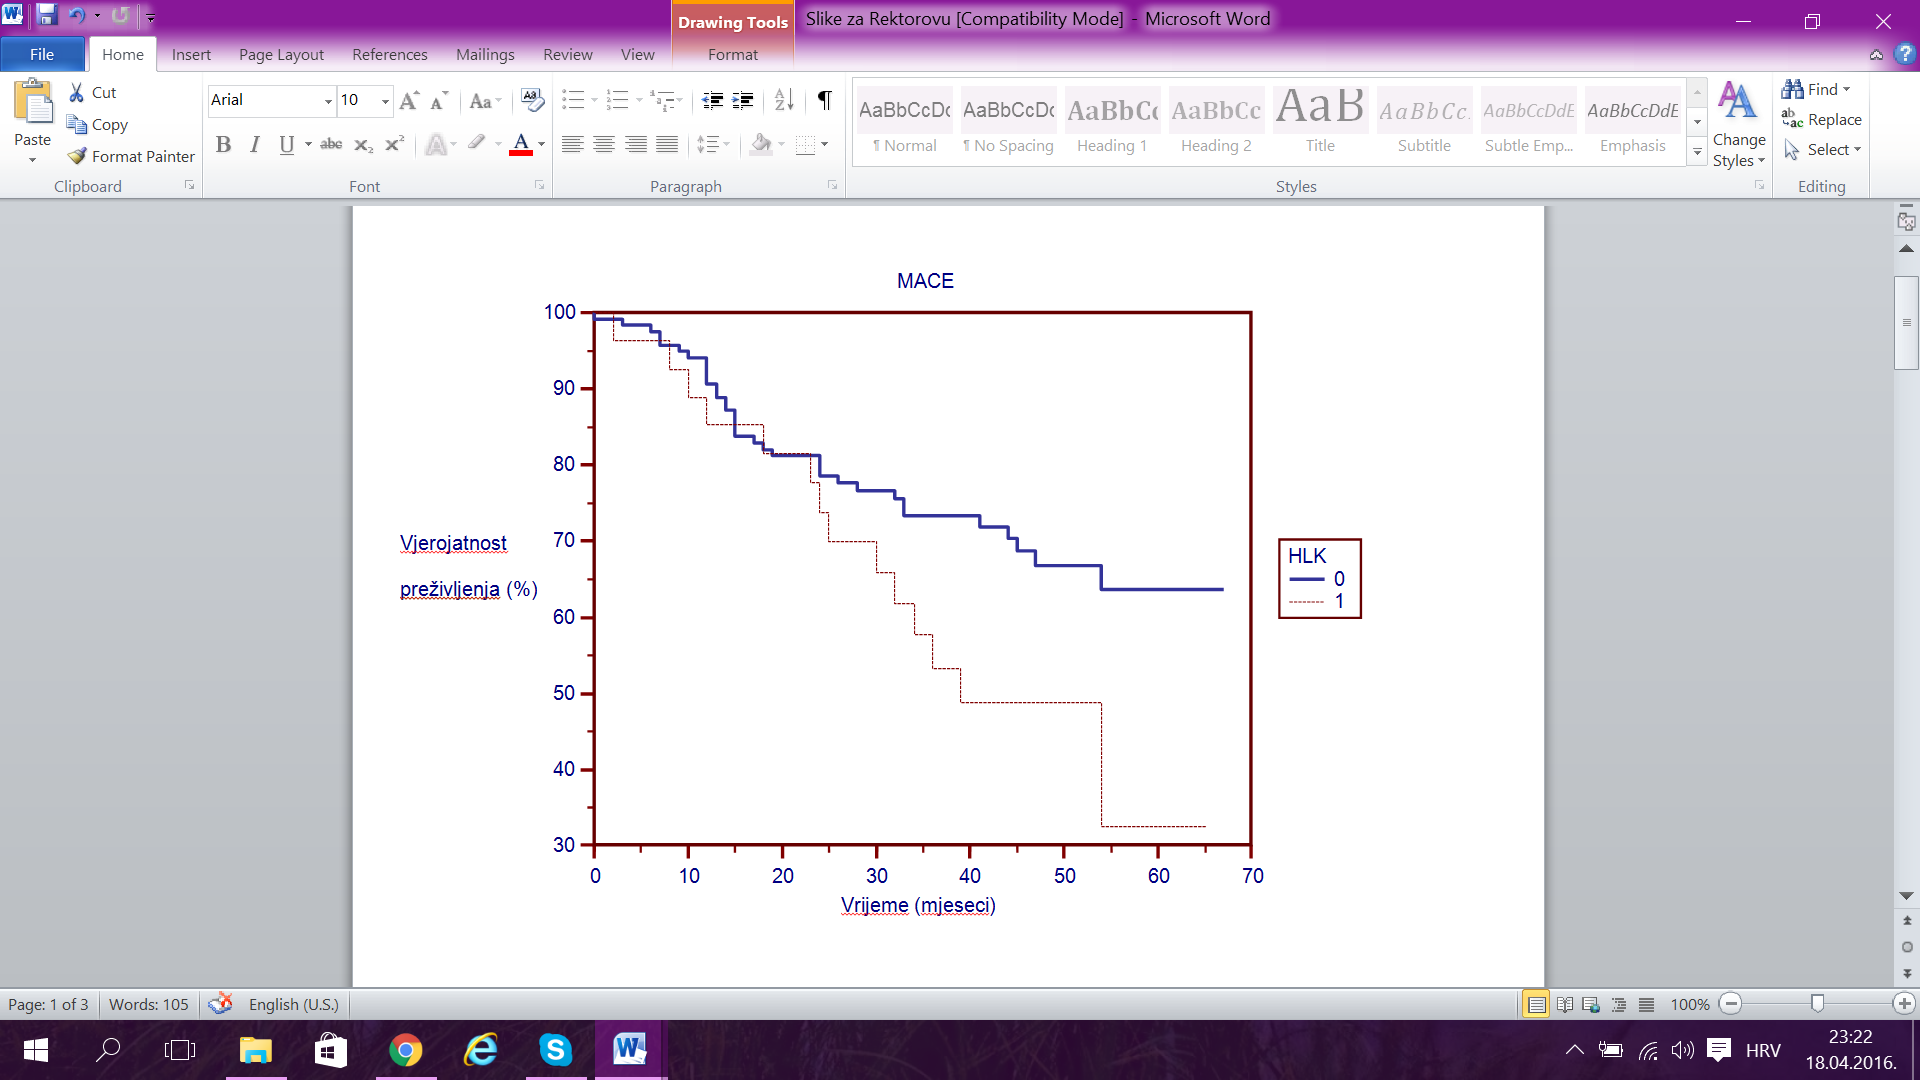 Slike za Rektorovu [Compatibility Mode] - Microsoft Word
Drawing Tools
File Home Insert Page Layout References Mailings Review View Format
Paste
Cut
Copy
Format Painter
Clipboard
Arial 10
Font
Paragraph
AaBbCcDc AaBbCcDc AaBbCc AaBbCc AaB AaBbCc. AaBbCcDdE AaBbCcDdE
¶ Normal ¶ No Spacing Heading 1 Heading 2 Title Subtitle Subtle Emp... Emphasis
Styles
Change
Styles
Find
Replace
Select
Editing
MACE
100
90
80
70
60
50
40
30
Vjerojatnost
preživljenja (%)
0 10 20 30 40 50 60 70
Vrijeme (mjeseci)
HLK
0
1
Page: 1 of 3 Words: 105 English (U.S.) 100%
HRV
23:22
18.04.2016.